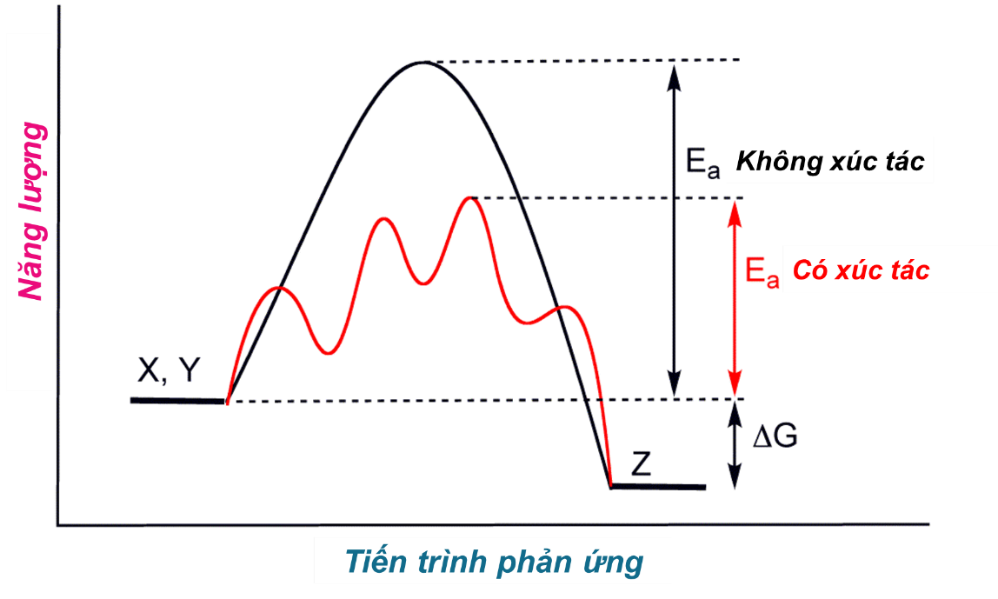 Năng lượng
Ea Không xúc tác
Ea Có xúc tác
X, Y
ΔG
Z
Tiến trình phản ứng